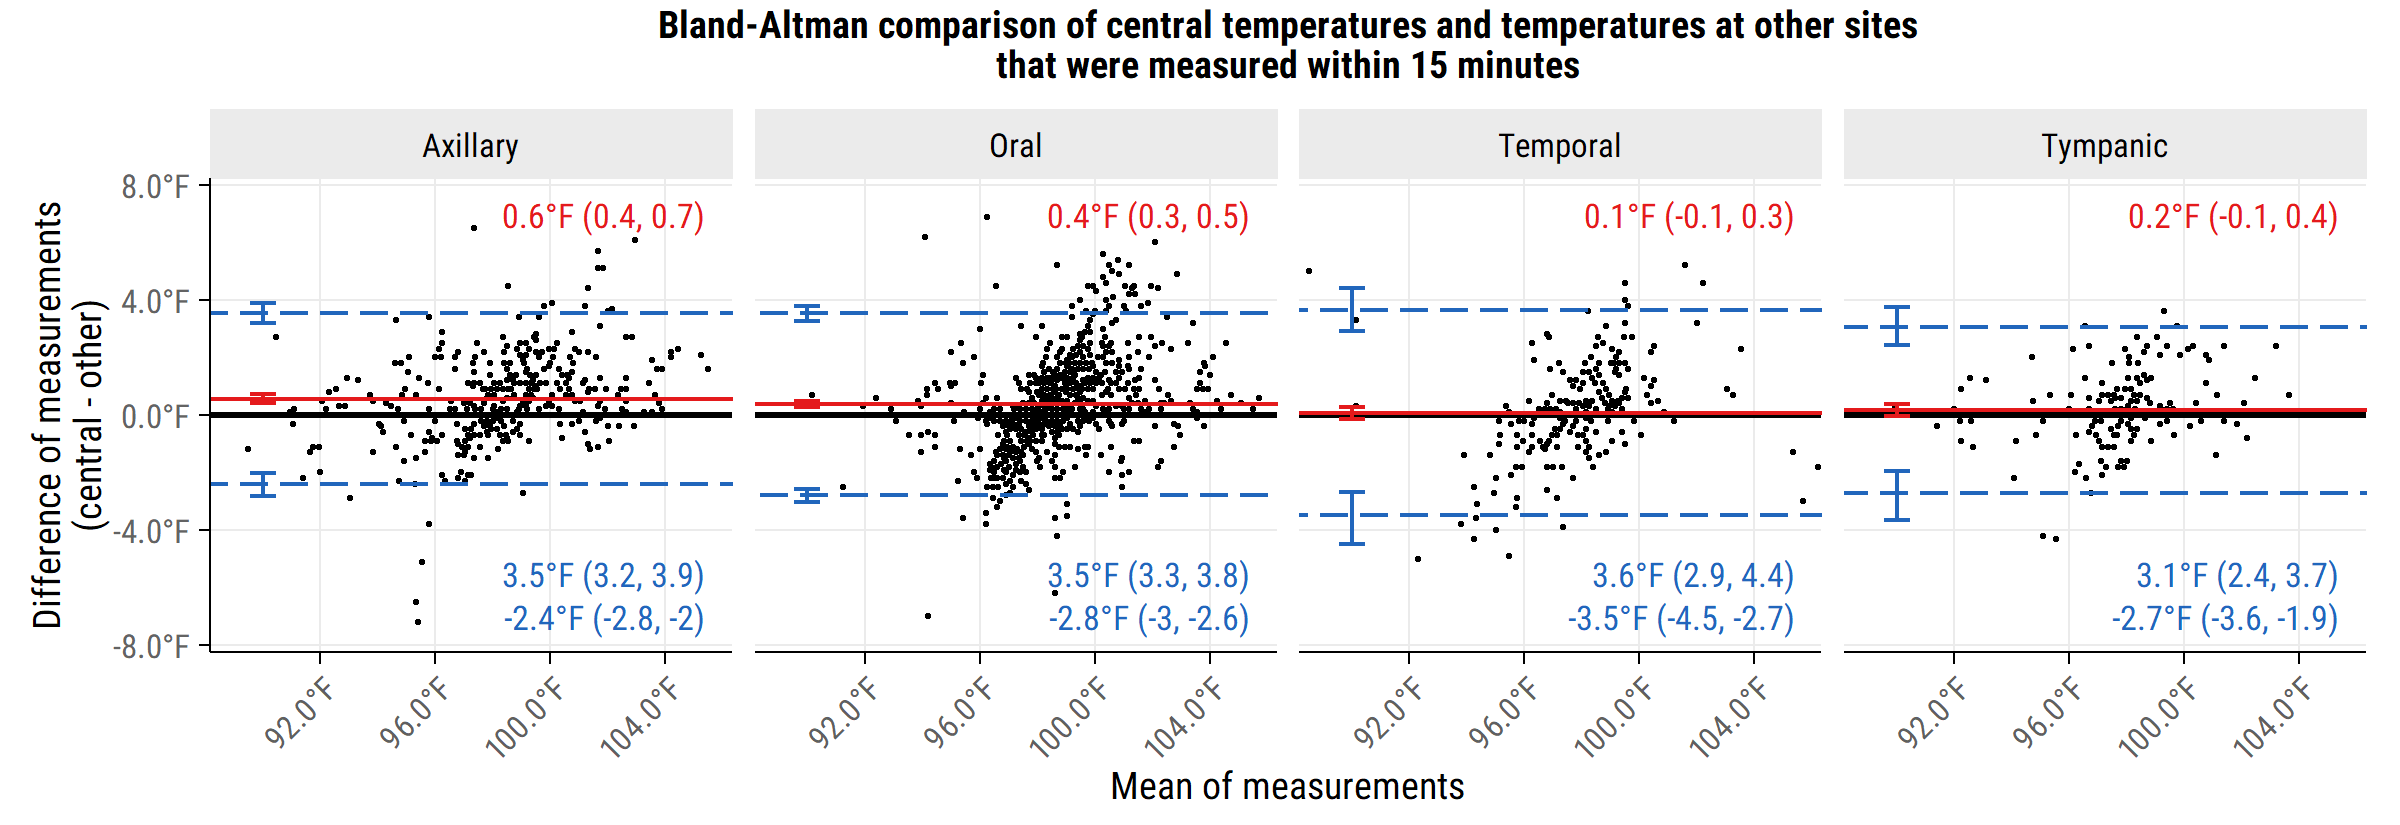 Bland-Altman comparison of central temperatures and temperatures at other sites
that were measured within 15 minutes
Axillary
Oral
Temporal
Tympanic
Difference of measurements
(central - other)
8.0°F
4.0°F
0.0°F
-4.0°F
-8.0°F
0.6°F (0.4, 0.7)
3.5°F (3.2, 3.9)
-2.4°F (-2.8, -2)
0.4°F (0.3, 0.5)
3.5°F (3.3, 3.8)
-2.8°F (-3, -2.6)
0.1°F (-0.1, 0.3)
3.6°F (2.9, 4.4)
-3.5°F (-4.5, -2.7)
0.2°F (-0.1, 0.4)
3.1°F (2.4, 3.7)
-2.7°F (-3.6, -1.9)
92.0°F
96.0°F
100.0°F
104.0°F
92.0°F
96.0°F
100.0°F
104.0°F
92.0°F
96.0°F
100.0°F
104.0°F
92.0°F
96.0°F
100.0°F
104.0°F
Mean of measurements